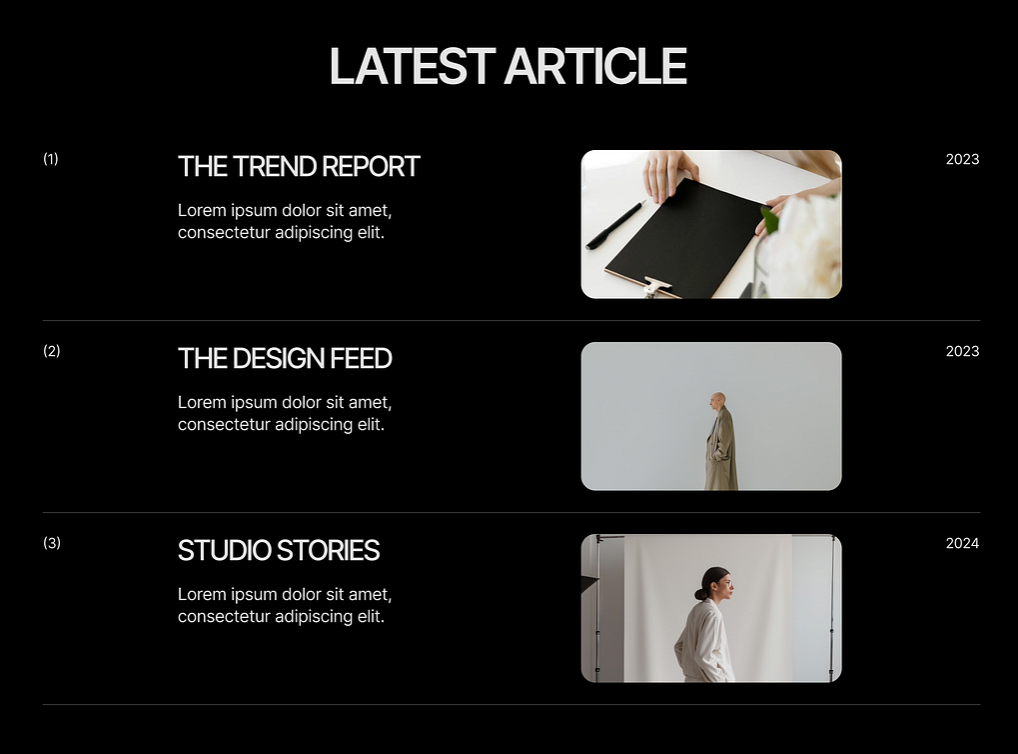 LATEST ARTICLE
(1)
THE TREND REPORT
2023
Lorem ipsum dolor sit amet,
consectetur adipiscing elit.
(2)
THE DESIGN FEED
2023
Lorem ipsum dolor sit amet,
consectetur adipiscing elit.
(3)
STUDIO STORIES
2024
Lorem ipsum dolor sit amet,
consectetur adipiscing elit.